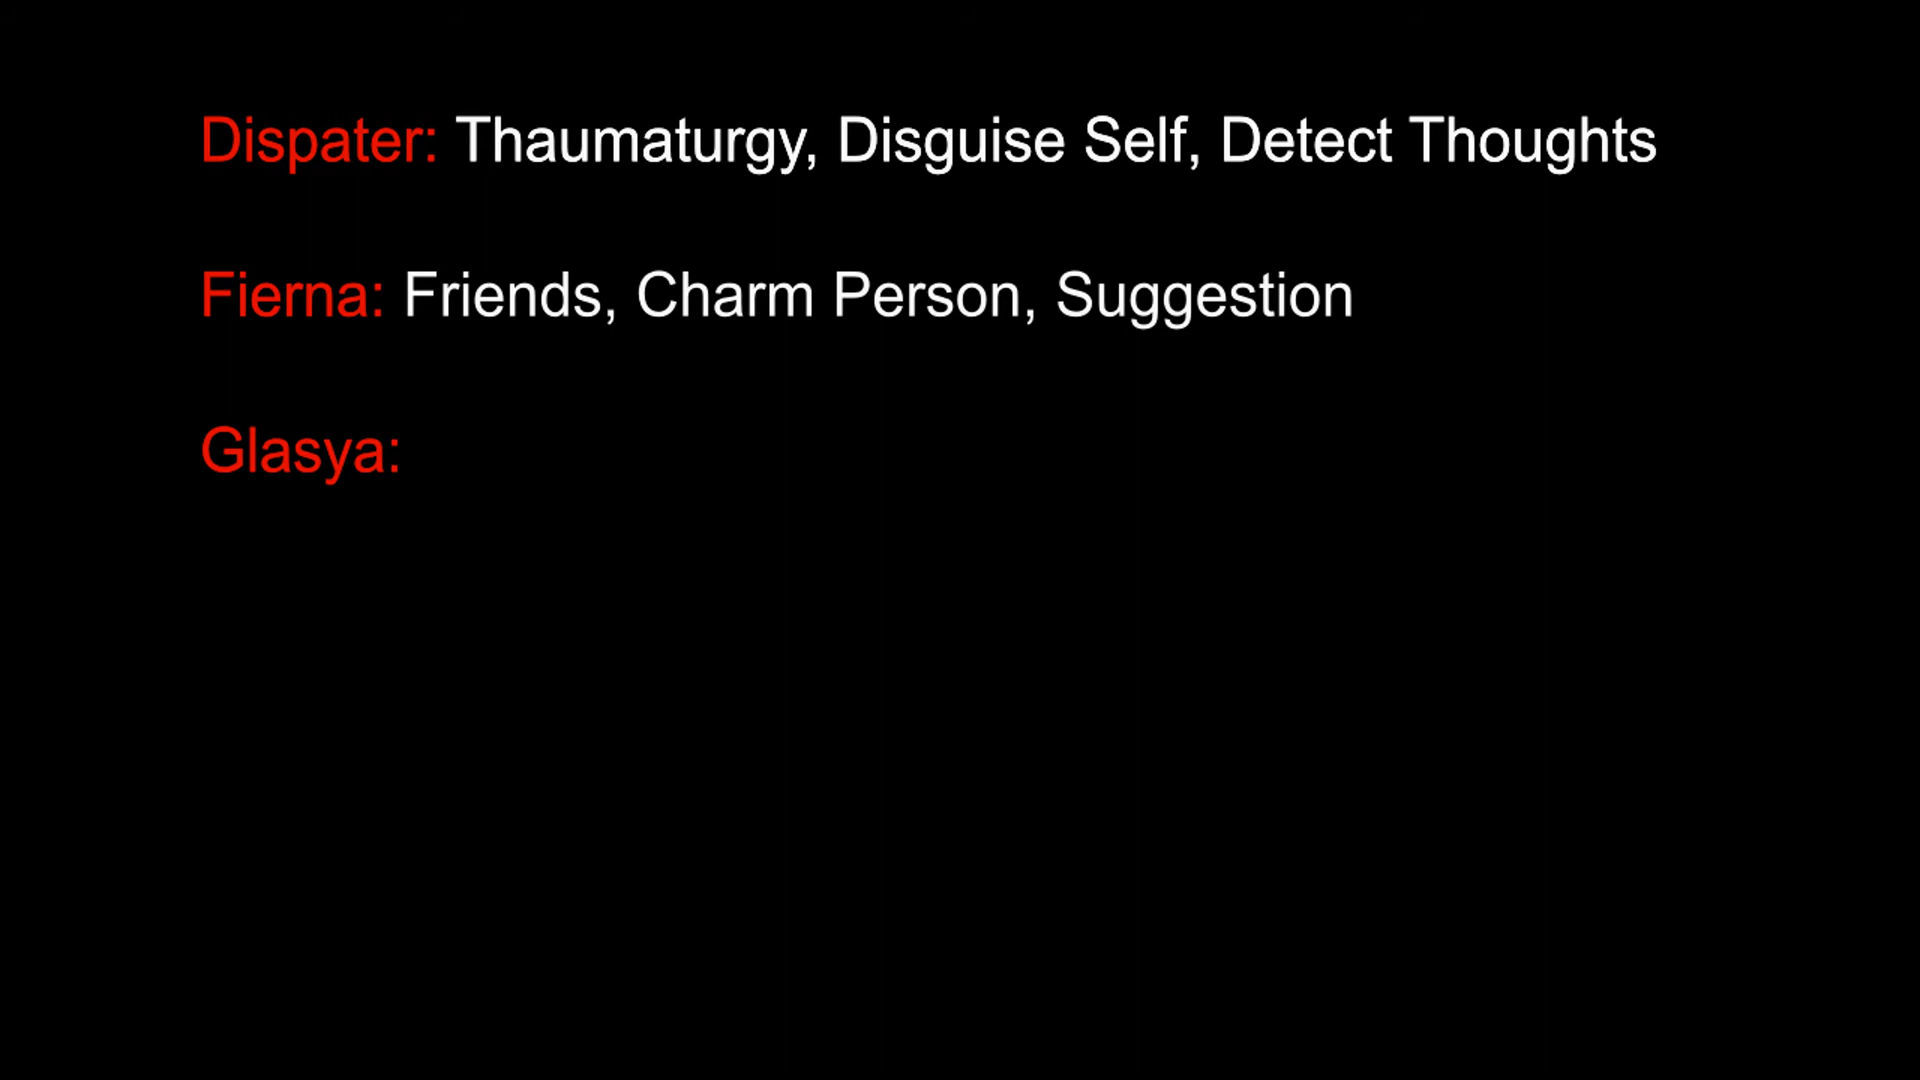 Dispater: Thaumaturgy, Disguise Self, Detect Thoughts
Fierna: Friends, Charm Person, Suggestion
Glasya: